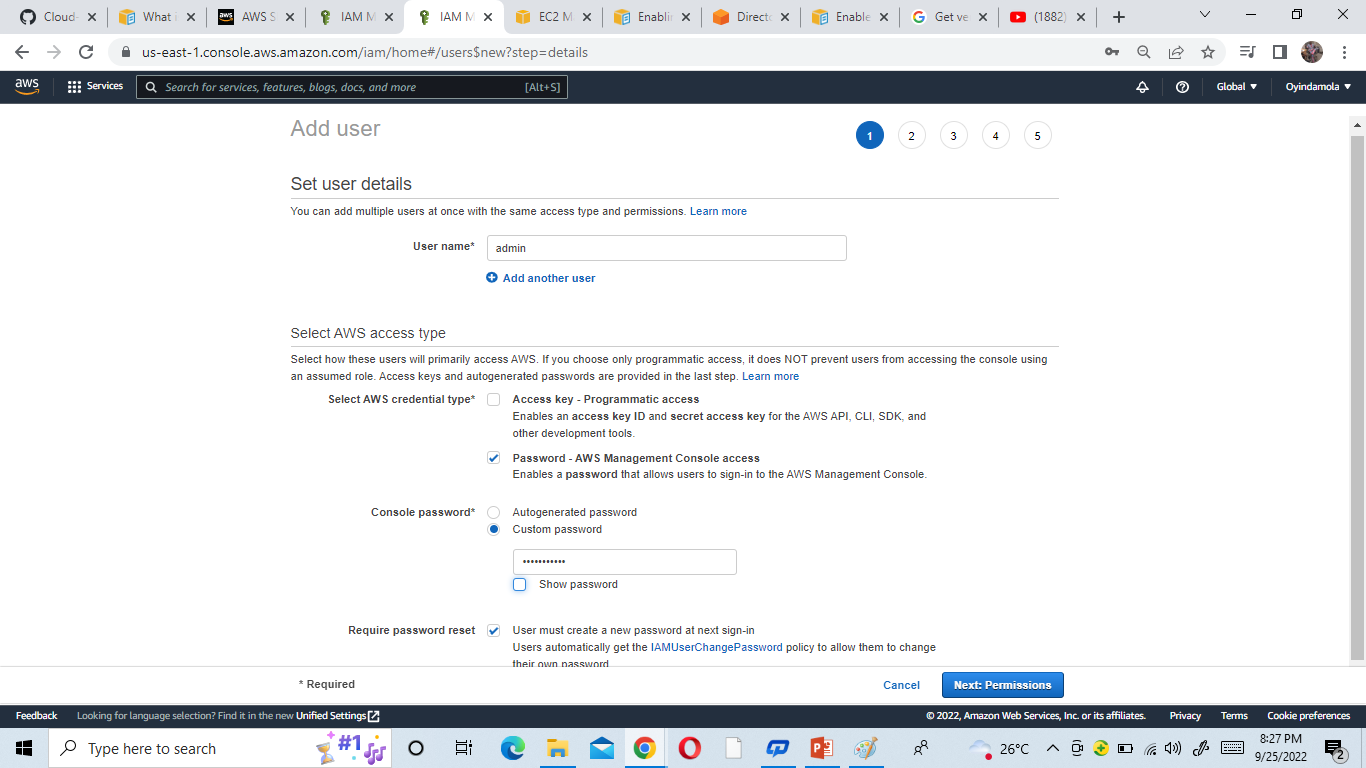 Cloud-
What i
AWS S
IAM M
IAM M
EC2 M
Enablin
Directo
Enable
Get ve
(1882)
us-east-1.console.aws.amazon.com/iam/home#/users$new?step=details
aws
Services
Search for services, features, blogs, docs, and more
[Alt+S]
Global
Oyindamola
Add user
1
2
3
4
5
Set user details
You can add multiple users at once with the same access type and permissions. Learn more
User name*
admin
Add another user
Select AWS access type
Select how these users will primarily access AWS. If you choose only programmatic access, it does NOT prevent users from accessing the console using
an assumed role. Access keys and autogenerated passwords are provided in the last step. Learn more
Select AWS credential type*
Access key - Programmatic access
Enables an access key ID and secret access key for the AWS API, CLI, SDK, and
other development tools.
Password - AWS Management Console access
Enables a password that allows users to sign-in to the AWS Management Console.
Console password*
Autogenerated password
Custom password
•••••••••••
Show password
Require password reset
User must create a new password at next sign-in
Users automatically get the IAMUserChangePassword policy to allow them to change
their own password
* Required
Cancel
Next: Permissions
Feedback
Looking for language selection? Find it in the new Unified Settings
© 2022, Amazon Web Services, Inc. or its affiliates.
Privacy
Terms
Cookie preferences
Type here to search
#1
26°C
8:27 PM
9/25/2022
2